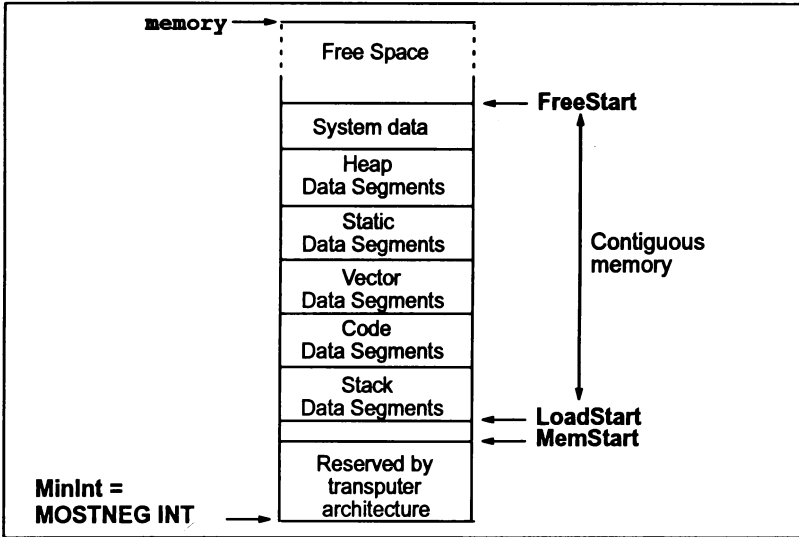 memory
Free Space
FreeStart
System data
Heap
Data Segments
Static
Data Segments
Contiguous
memory
Vector
Data Segments
Code
Data Segments
Stack
Data Segments
LoadStart
MemStart
Reserved by
transputer
architecture
MinInt =
MOSTNEG INT